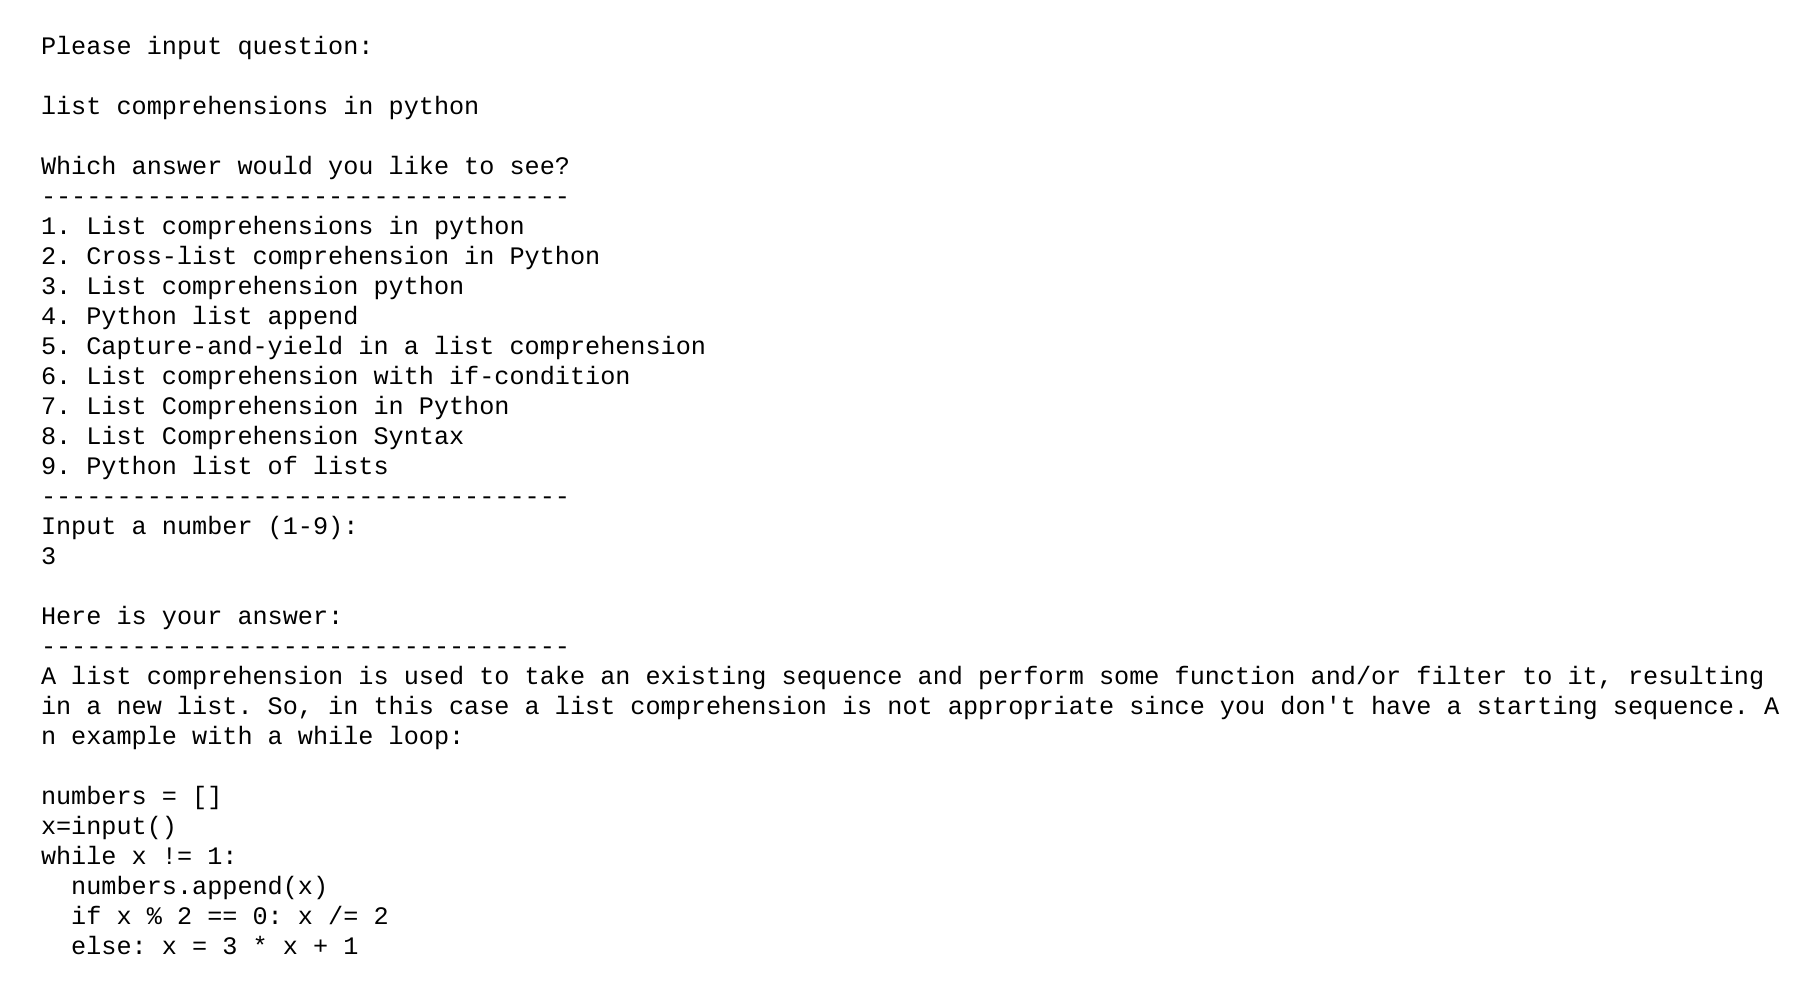 Please input question:

list comprehensions in python

Which answer would you like to see?
-----------------------------------
1. List comprehensions in python
2. Cross-list comprehension in Python
3. List comprehension python
4. Python list append
5. Capture-and-yield in a list comprehension
6. List comprehension with if-condition
7. List Comprehension in Python
8. List Comprehension Syntax
9. Python list of lists
-----------------------------------
Input a number (1-9):
3

Here is your answer:
-----------------------------------
A list comprehension is used to take an existing sequence and perform some function and/or filter to it, resulting
in a new list. So, in this case a list comprehension is not appropriate since you don't have a starting sequence. A
n example with a while loop:

numbers = []
x=input()
while x != 1:
  numbers.append(x)
  if x % 2 == 0: x /= 2
  else: x = 3 * x + 1